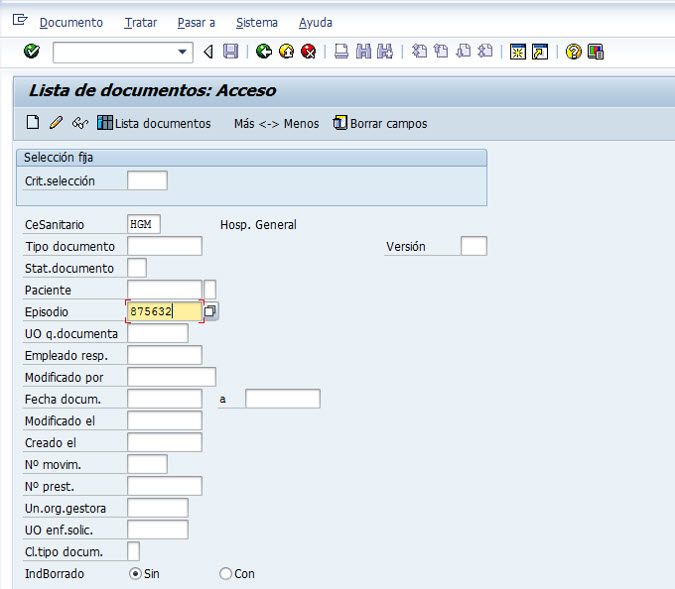 Documento Tratar Pasar a Sistema Ayuda
Lista de documentos: Acceso
Lista documentos Más <-> Menos Borrar campos
Selección fija
Crit.selección
CeSanitario HGM Hosp. General
Tipo documento Versión
Stat.documento
Paciente
Episodio 875632
UO q.documenta
Empleado resp.
Modificado por
Fecha docum. a
Modificado el
Creado el
Nº movim.
Nº prest.
Un.org.gestora
UO enf.solic.
Cl.tipo docum.
IndBorrado Sin Con